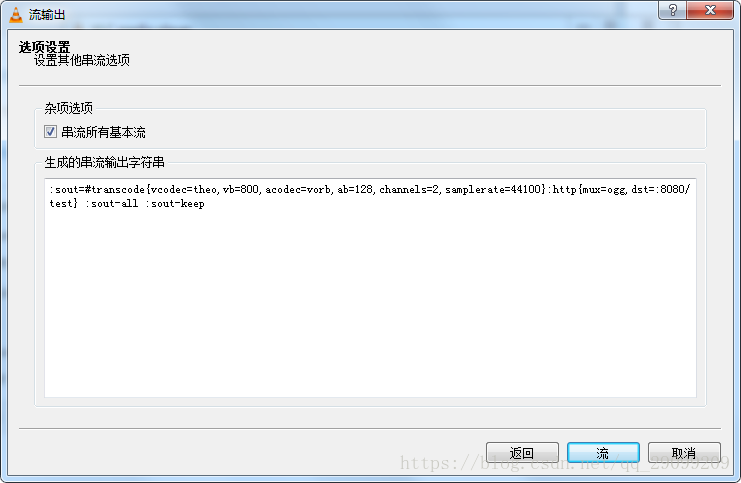 流输出
选项设置
设置其他串流选项
杂项选项
串流所有基本流
生成的串流输出字符串
:sout=#transcode{vcodec=theo,vb=800,acodec=vorb,ab=128,channels=2,samplerate=44100}:http{mux=ogg,dst=:8080/
test} :sout-all :sout-keep
返回
流
取消
https://blog.csdn.net/qq_29699209